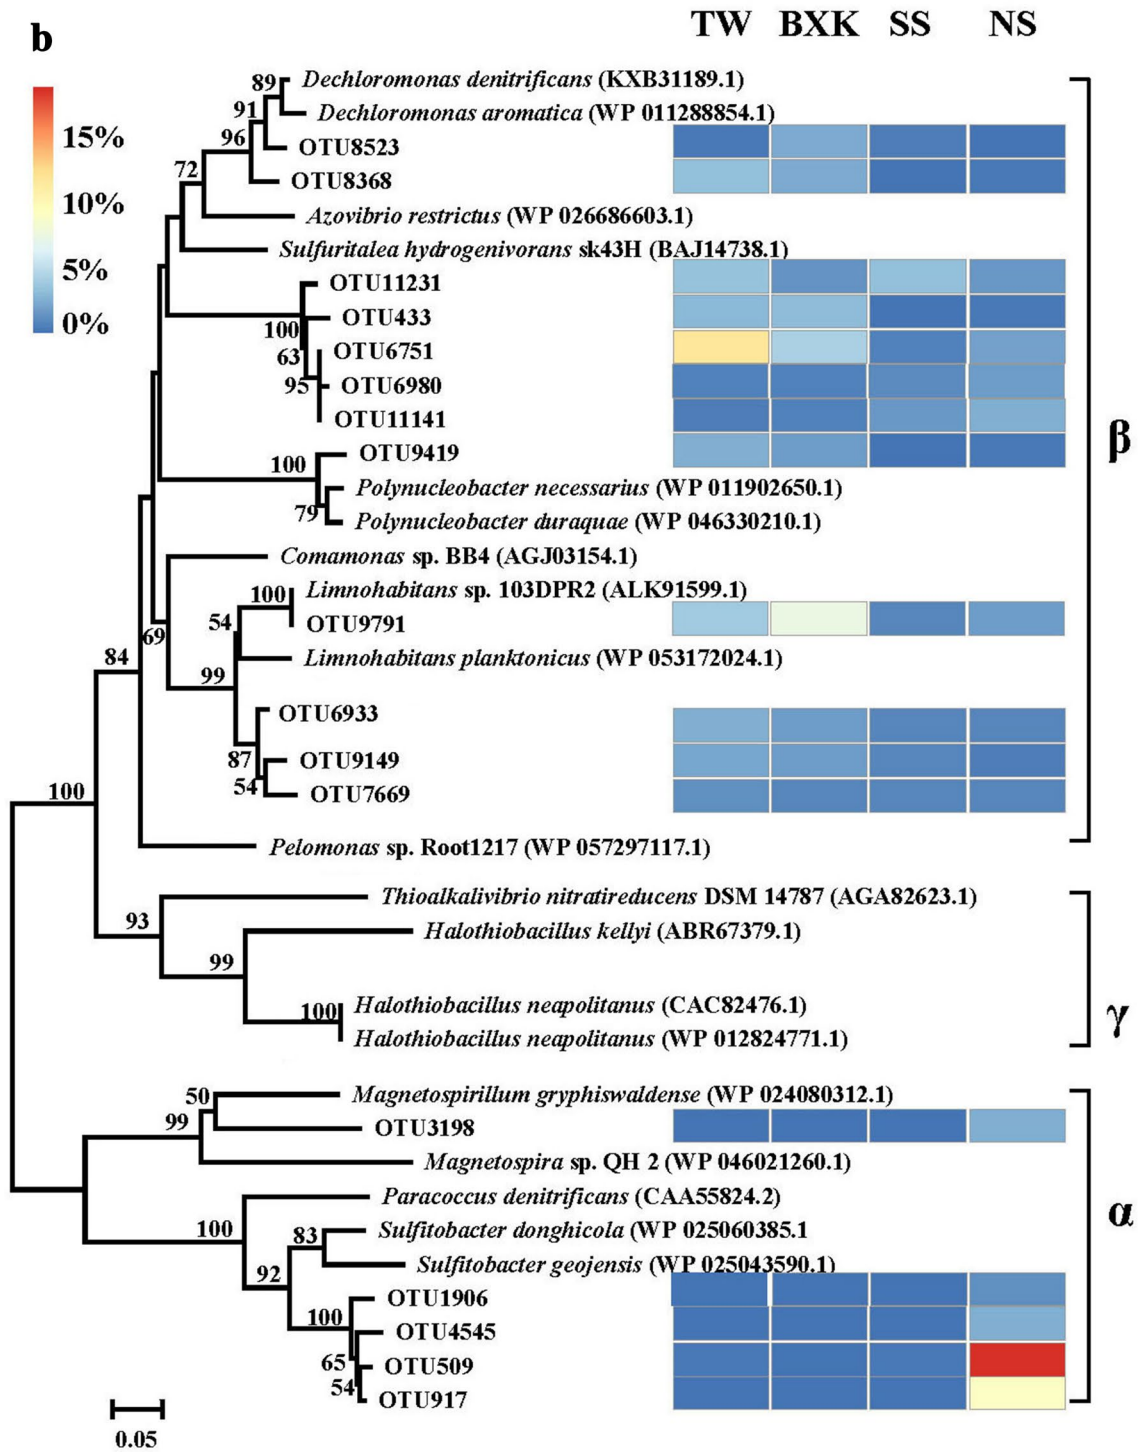 b
TW BXK SS NS
15%
10%
5%
0%
89 Dechloromonas denitrificans (KXB31189.1)
91 Dechloromonas aromatica (WP 011288854.1)
96 OTU8523
72 OTU8368
Azovibrio restrictus (WP 026686603.1)
Sulfuritalea hydrogenivorans sk43H (BAJ14738.1)
OTU11231
100 OTU433
63 OTU6751
95 OTU6980
OTU11141
β
100 OTU9419
Polynucleobacter necessarius (WP 011902650.1)
79 Polynucleobacter duraquae (WP 046330210.1)
Comamonas sp. BB4 (AGJ03154.1)
100 Limnohabitans sp. 103DPR2 (ALK91599.1)
54 OTU9791
69
84 Limnohabitans planktonicus (WP 053172024.1)
99
OTU6933
87 OTU9149
54 OTU7669
100
Pelomonas sp. Root1217 (WP 057297117.1)
Thioalkalivibrio nitratireducens DSM 14787 (AGA82623.1)
93 Halothiobacillus kellyi (ABR67379.1)
99
100 Halothiobacillus neapolitanus (CAC82476.1)
γ
Halothiobacillus neapolitanus (WP 012824771.1)
50 Magnetospirillum gryphiswaldense (WP 024080312.1)
99 OTU3198
Magnetospira sp. QH 2 (WP 046021260.1)
Paracoccus denitrificans (CAA55824.2)
α
100 83 Sulfitobacter donghicola (WP 025060385.1
92 Sulfitobacter geojensis (WP 025043590.1)
OTU1906
100 OTU4545
65 OTU509
54 OTU917
0.05